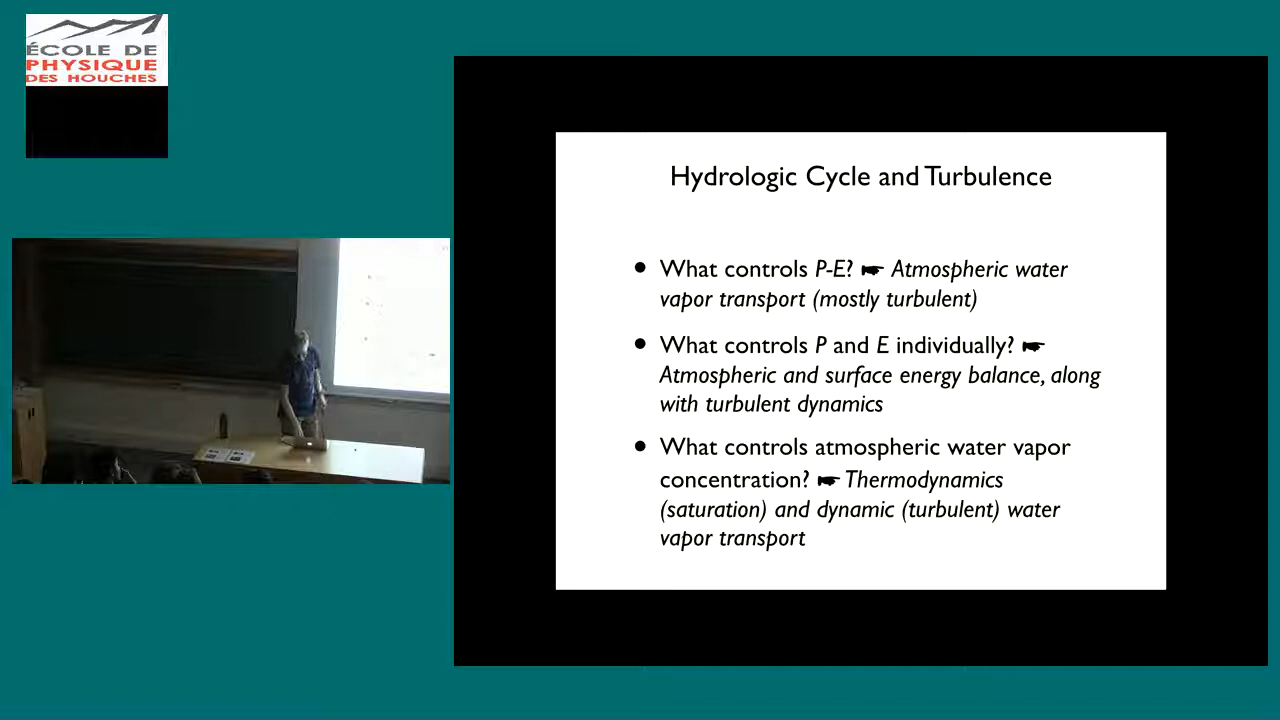 ÉCOLE DE
PHYSIQUE
DES HOUCHES
Hydrologic Cycle and Turbulence
• What controls P-E? ☛ Atmospheric water
vapor transport (mostly turbulent)
• What controls P and E individually? ☛
Atmospheric and surface energy balance, along
with turbulent dynamics
• What controls atmospheric water vapor
concentration? ☛ Thermodynamics
(saturation) and dynamic (turbulent) water
vapor transport